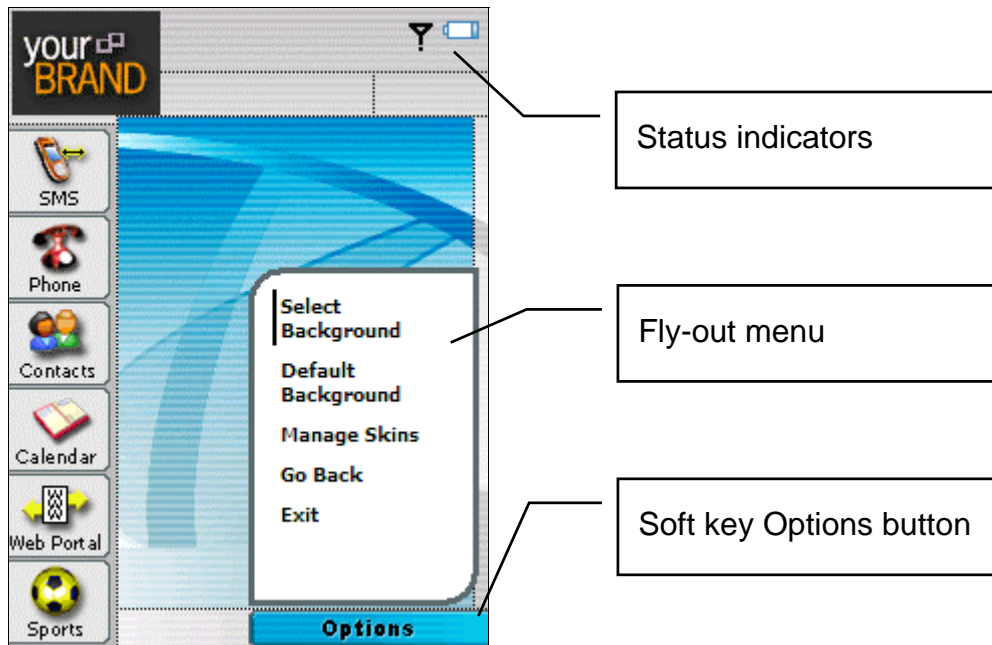 your
BRAND
Status indicators
SMS
Phone
Select
Background
Fly-out menu
Contacts
Default
Background
Manage Skins
Calendar
Go Back
Exit
Soft key Options button
Web Portal
Sports
Options